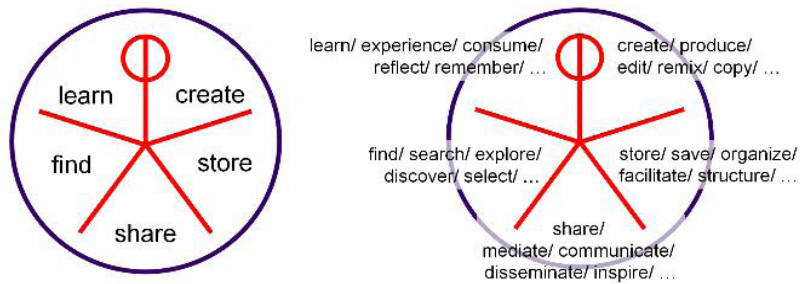 learn
create
find
store
share
learn/ experience/ consume/
reflect/ remember/ …
create/ produce/
edit/ remix/ copy/ …
find/ search/ explore/
discover/ select/ …
store/ save/ organize/
facilitate/ structure/ …
share/
mediate/ communicate/
disseminate/ inspire/ …